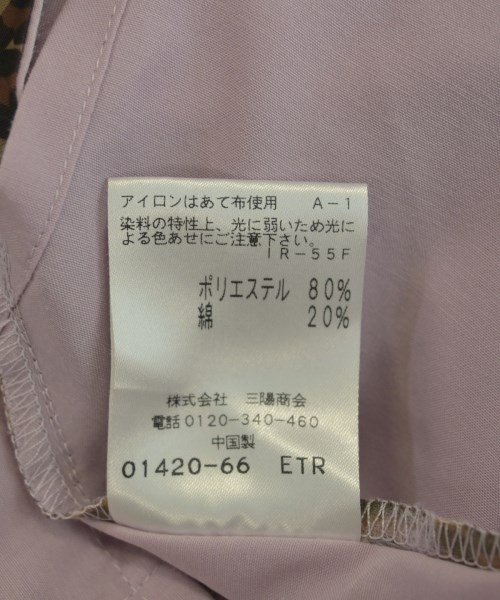 アイロンはあて布使用　A-1
染料の特性上、光に弱いため光に
よる色あせにご注意下さい。
IR-55F
ポリエステル 80%
綿 20%
株式会社　三陽商会
電話0120-340-460
中国製
01420-66 ETR